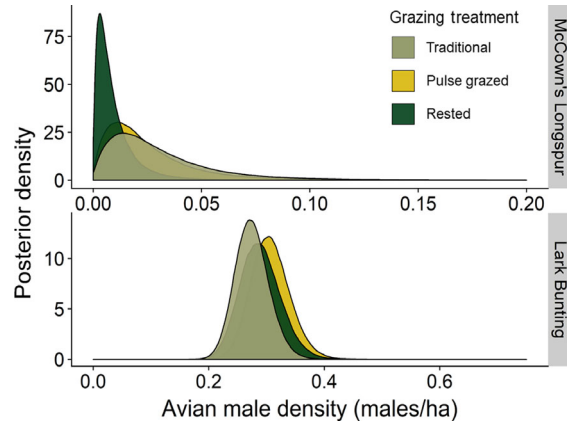 Grazing treatment
Traditional
Pulse grazed
Rested
75
50
25
0
0.00 0.05 0.10 0.15 0.20
McCown's Longspur
Posterior density
10
5
0
0.0 0.2 0.4 0.6
Lark Bunting
Avian male density (males/ha)